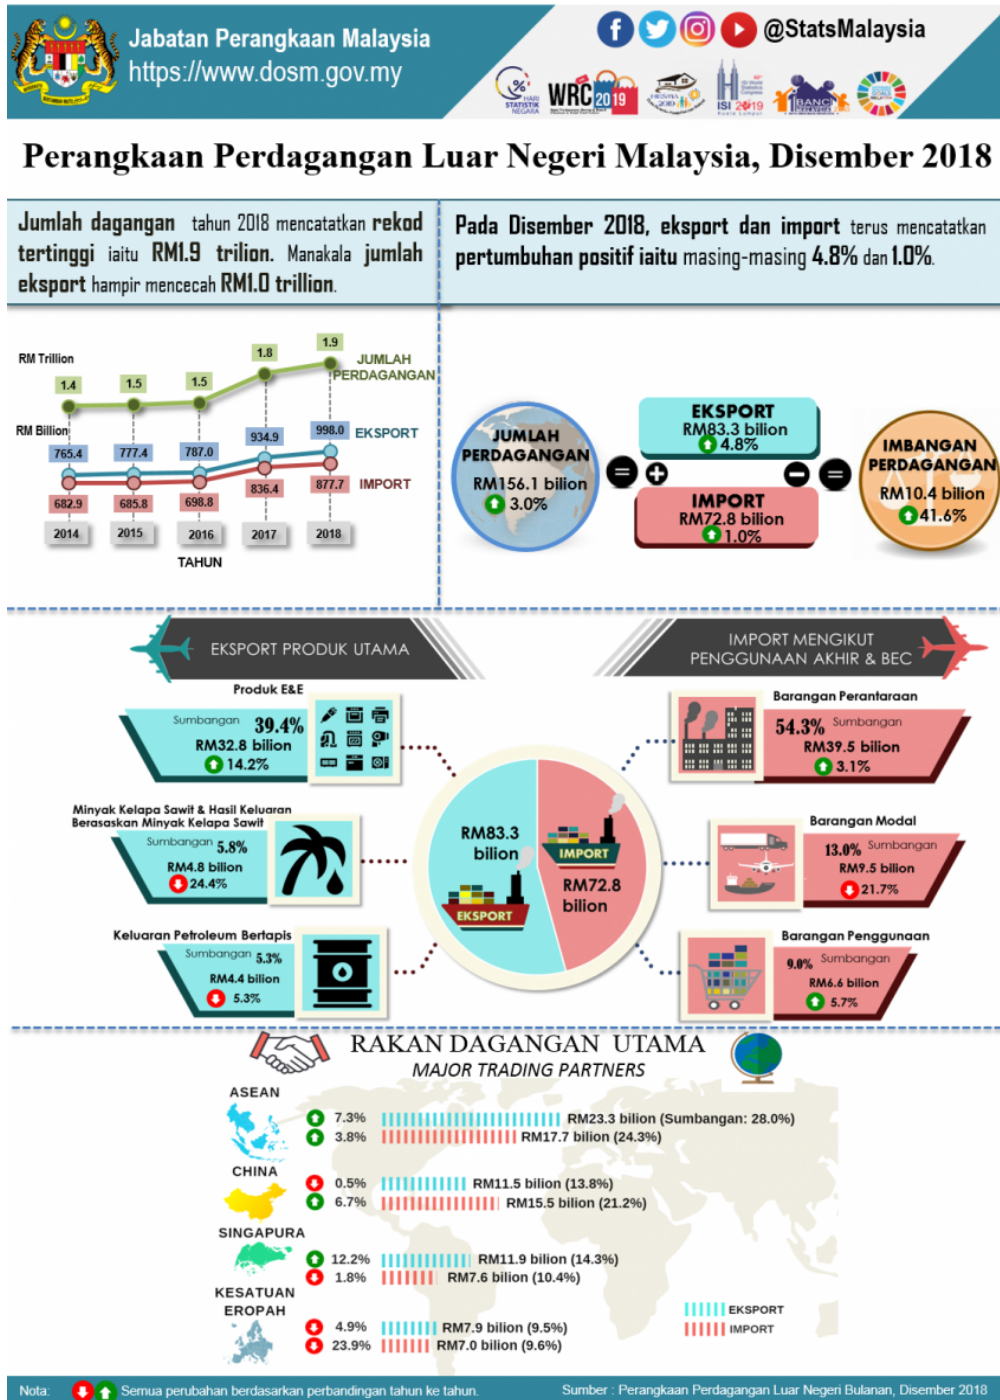 Jabatan Perangkaan Malaysia
https://www.dosm.gov.my
@StatsMalaysia
HARI
STATISTIK
NEGARA
WRC
2019
ISI 2019
Kuala Lumpur
BANCI
Perangkaan Perdagangan Luar Negeri Malaysia, Disember 2018
Jumlah dagangan tahun 2018 mencatatkan rekod
tertinggi iaitu RM1.9 trilion. Manakala jumlah
eksport hampir mencecah RM1.0 trillion.
Pada Disember 2018, eksport dan import terus mencatatkan
pertumbuhan positif iaitu masing-masing 4.8% dan 1.0%.
RM Trillion
1.4
1.5
1.5
1.8
1.9
JUMLAH
PERDAGANGAN
RM Billion
765.4
777.4
787.0
934.9
998.0
EKSPORT
682.9
685.8
698.8
836.4
877.7
IMPORT
2014
2015
2016
2017
2018
TAHUN
JUMLAH
PERDAGANGAN
RM156.1 bilion
3.0%
=
+
EKSPORT
RM83.3 bilion
4.8%
IMPORT
RM72.8 bilion
1.0%
-
=
IMBANGAN
PERDAGANGAN
RM10.4 bilion
41.6%
EKSPORT PRODUK UTAMA
IMPORT MENGIKUT
PENGGUNAAN AKHIR & BEC
Produk E&E
Sumbangan 39.4%
RM32.8 bilion
14.2%
Minyak Kelapa Sawit & Hasil Keluaran
Berasaskan Minyak Kelapa Sawit
Sumbangan 5.8%
RM4.8 bilion
24.4%
Keluaran Petroleum Bertapis
Sumbangan 5.3%
RM4.4 bilion
5.3%
RM83.3
bilion
EKSPORT
IMPORT
RM72.8
bilion
Barangan Perantaraan
54.3% Sumbangan
RM39.5 bilion
3.1%
Barangan Modal
13.0% Sumbangan
RM9.5 bilion
21.7%
Barangan Penggunaan
9.0% Sumbangan
RM6.6 bilion
5.7%
RAKAN DAGANGAN UTAMA
MAJOR TRADING PARTNERS
ASEAN
7.3% RM23.3 bilion (Sumbangan: 28.0%)
3.8% RM17.7 bilion (24.3%)
CHINA
0.5% RM11.5 bilion (13.8%)
6.7% RM15.5 bilion (21.2%)
SINGAPURA
12.2% RM11.9 bilion (14.3%)
1.8% RM7.6 bilion (10.4%)
KESATUAN
EROPAH
4.9% RM7.9 bilion (9.5%)
23.9% RM7.0 bilion (9.6%)
EKSPORT
IMPORT
Nota: Semua perubahan berdasarkan perbandingan tahun ke tahun.
Sumber : Perangkaan Perdagangan Luar Negeri Bulanan, Disember 2018